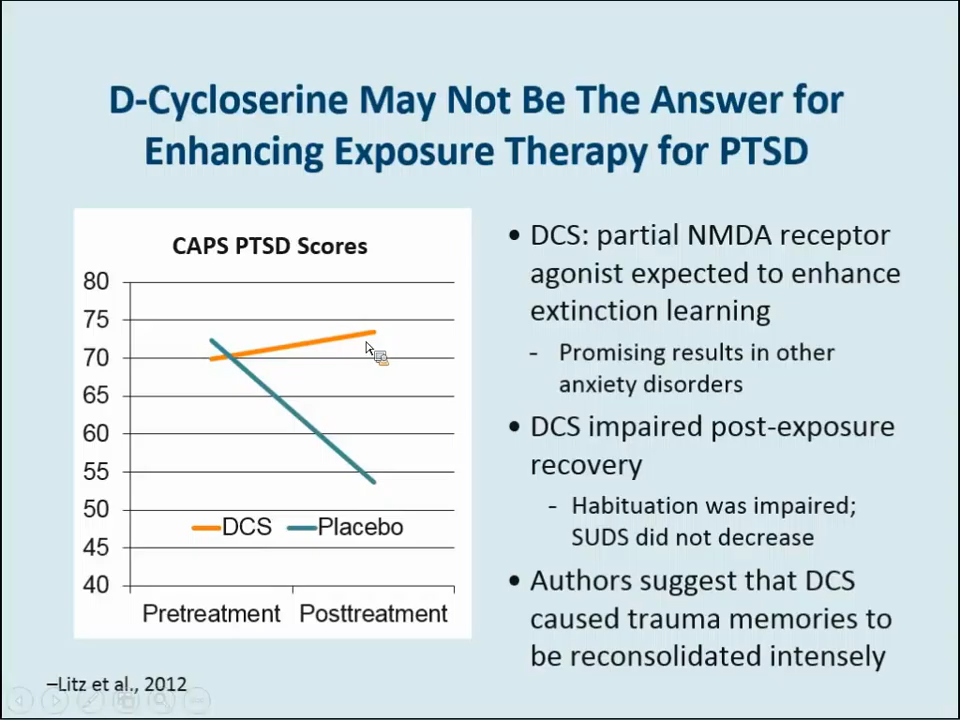 D-Cycloserine May Not Be The Answer for
Enhancing Exposure Therapy for PTSD
CAPS PTSD Scores
80
75
70
65
60
55
50
45
40
DCS
Placebo
Pretreatment
Posttreatment
• DCS: partial NMDA receptor
agonist expected to enhance
extinction learning
- Promising results in other
anxiety disorders
• DCS impaired post-exposure
recovery
- Habituation was impaired;
SUDS did not decrease
• Authors suggest that DCS
caused trauma memories to
be reconsolidated intensely
–Litz et al., 2012